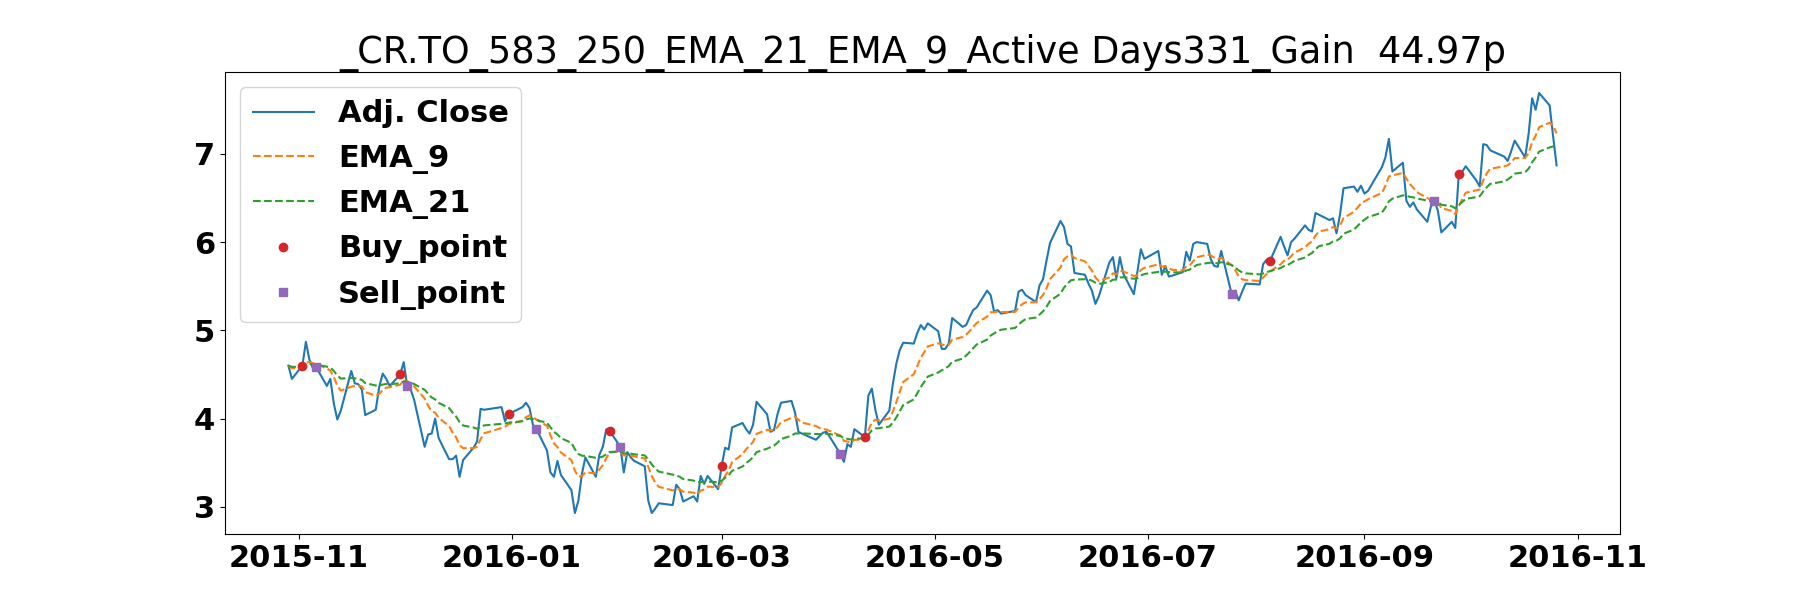 _CR.TO_583_250_EMA_21_EMA_9_Active Days331_Gain  44.97p
Adj. Close
EMA_9
EMA_21
Buy_point
Sell_point
7
6
5
4
3
2015-11 2016-01 2016-03 2016-05 2016-07 2016-09 2016-11